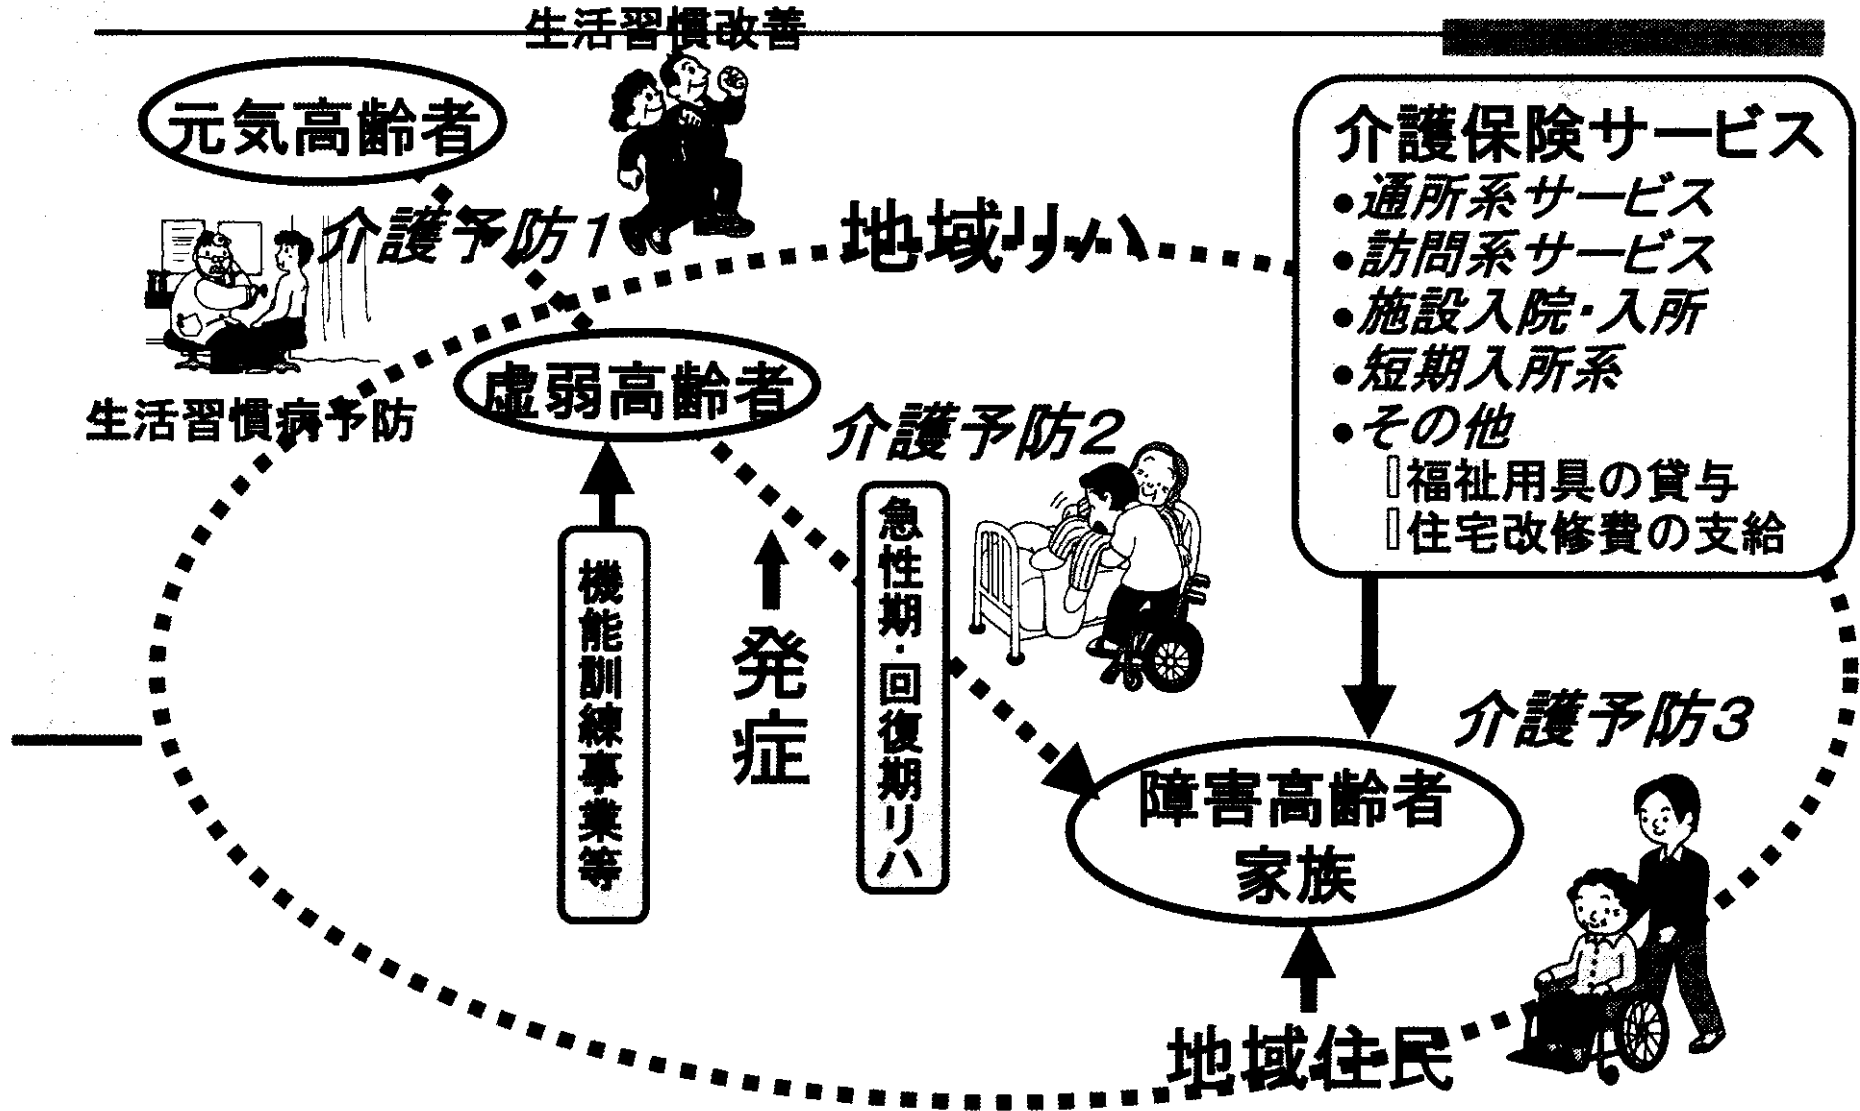 生活習慣改善
元気高齢者
介護予防1
生活習慣病予防
地域リハ
虚弱高齢者
介護予防2
機能訓練事業等
発症
急性期・回復期リハ
介護保険サービス
●通所系サービス
●訪問系サービス
●施設入院・入所
●短期入所系
●その他
福祉用具の貸与
住宅改修費の支給
介護予防3
障害高齢者
家族
地域住民